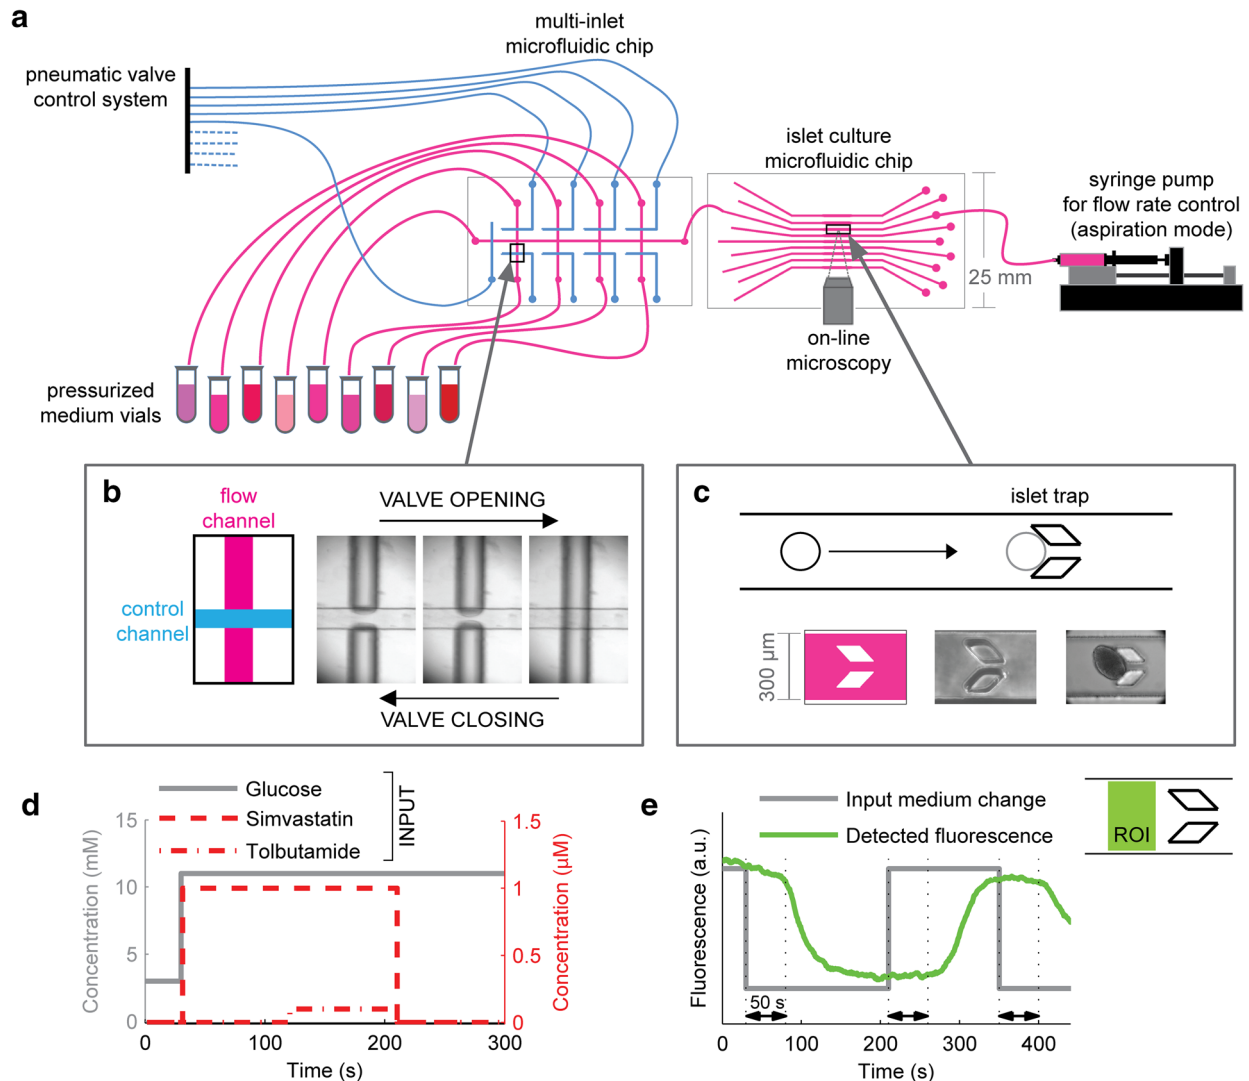 a
multi-inlet
microfluidic chip
pneumatic valve
control system
islet culture
microfluidic chip
syringe pump
for flow rate control
(aspiration mode)
25 mm
on-line
microscopy
pressurized
medium vials
b
flow
channel
control
channel
VALVE OPENING
VALVE CLOSING
c
islet trap
300 µm
d
Glucose
Simvastatin
Tolbutamide
INPUT
Concentration (mM)
15
10
5
0
Concentration (µM)
1.5
1
0.5
0
0
100
200
300
Time (s)
e
Input medium change
Detected fluorescence
ROI
Fluorescence (a.u.)
50 s
0
100
200
300
400
Time (s)